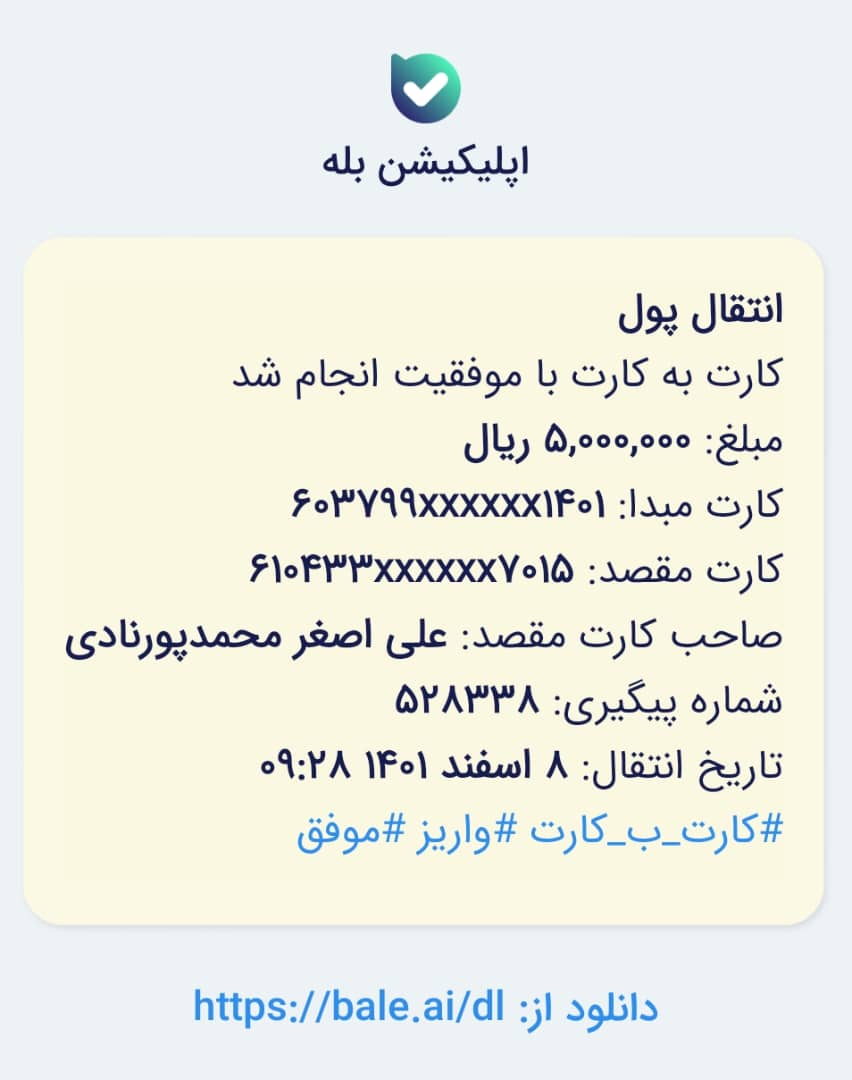 اپلیکیشن بله
انتقال پول
کارت به کارت با موفقیت انجام شد
مبلغ: ۵,۰۰۰,۰۰۰ ریال
کارت مبدا: ۶۰۳۷۹۹xxxxxx۱۴۰۱
کارت مقصد: ۶۱۰۴۳۳xxxxxx۷۰۱۵
صاحب کارت مقصد: علی اصغر محمدپورنادی
شماره پیگیری: ۵۲۸۳۳۸
تاریخ انتقال: ۸ اسفند ۱۴۰۱ ۰۹:۲۸
#کارت_ب_کارت #واریز #موفق
دانلود از: https://bale.ai/dl